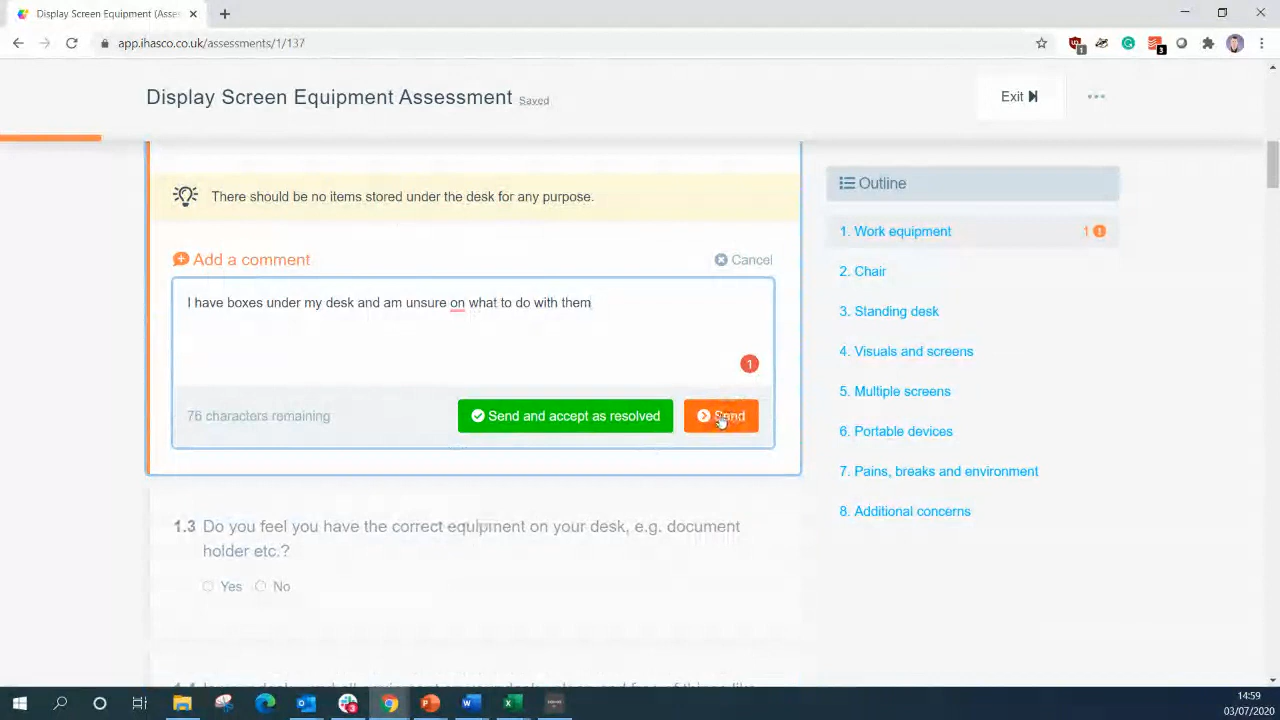 Display Screen Equipment (Asses
app.ihasco.co.uk/assessments/1/137
1
3
Display Screen Equipment Assessment Saved
Exit
There should be no items stored under the desk for any purpose.
Add a comment
Cancel
I have boxes under my desk and am unsure on what to do with them
1
76 characters remaining
Send and accept as resolved
Send
1.3 Do you feel you have the correct equipment on your desk, e.g. document
holder etc.?
Yes No
Outline
1. Work equipment 1
2. Chair
3. Standing desk
4. Visuals and screens
5. Multiple screens
6. Portable devices
7. Pains, breaks and environment
8. Additional concerns
14:59
03/07/2020